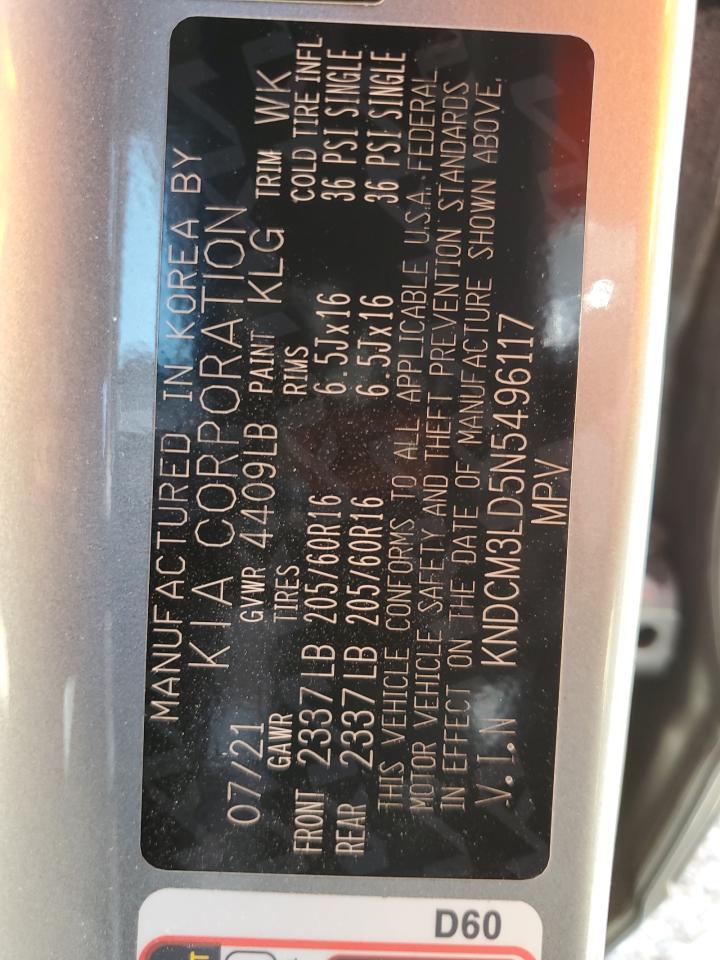 MANUFACTURED IN KOREA BY
KIA CORPORATION
07/21 GVWR 4409LB PAINT KLG TRIM WK
GAWR TIRES RIMS COLD TIRE INFL
FRONT 2337 LB 205/60R16 6.5Jx16 36 PSI SINGLE
REAR 2337 LB 205/60R16 6.5Jx16 36 PSI SINGLE
THIS VEHICLE CONFORMS TO ALL APPLICABLE U.S.A. FEDERAL
MOTOR VEHICLE SAFETY AND THEFT PREVENTION STANDARDS
IN EFFECT ON THE DATE OF MANUFACTURE SHOWN ABOVE.
V.I.N KNDCM3LD5N5496117
MPV
D60